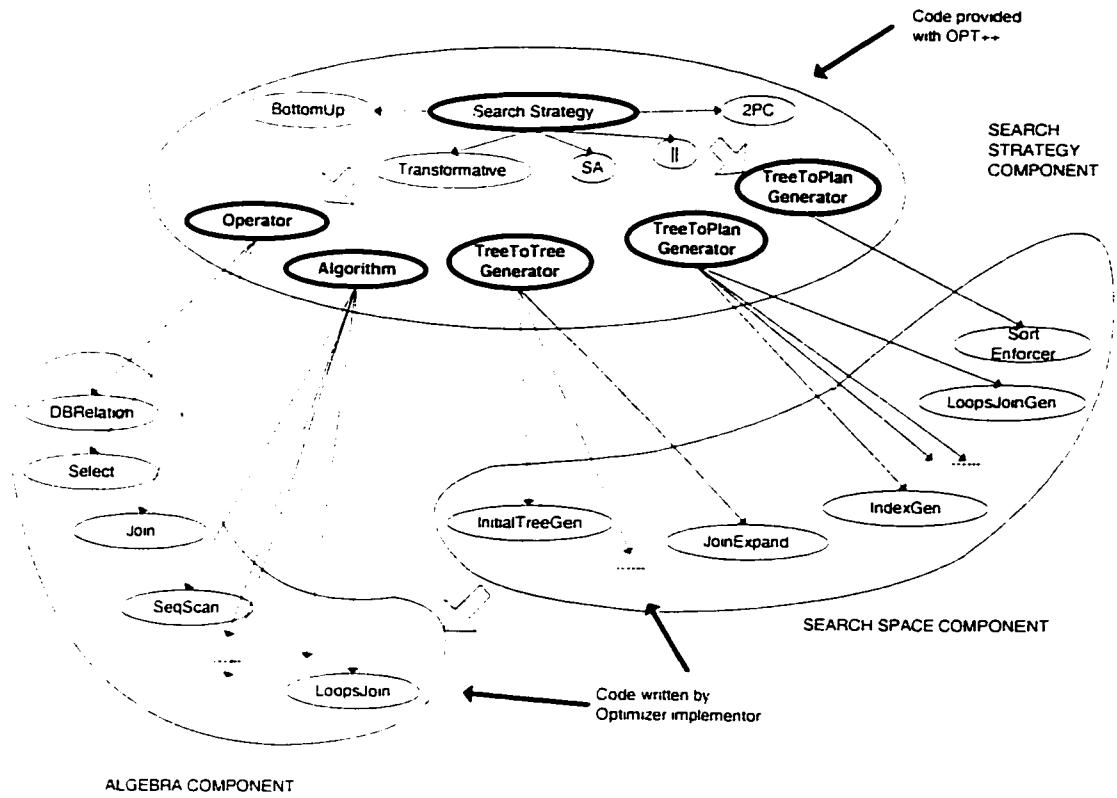 Code provided
with OPT++
BottomUp
Search Strategy
2PC
SEARCH
STRATEGY
COMPONENT
Transformative
SA
II
TreeToPlan
Generator
Operator
Algorithm
TreeToTree
Generator
TreeToPlan
Generator
Sort
Enforcer
LoopsJoinGen
DBRelation
Select
Join
SeqScan
LoopsJoin
InitialTreeGen
JoinExpand
IndexGen
SEARCH SPACE COMPONENT
Code written by
Optimizer implementor
ALGEBRA COMPONENT